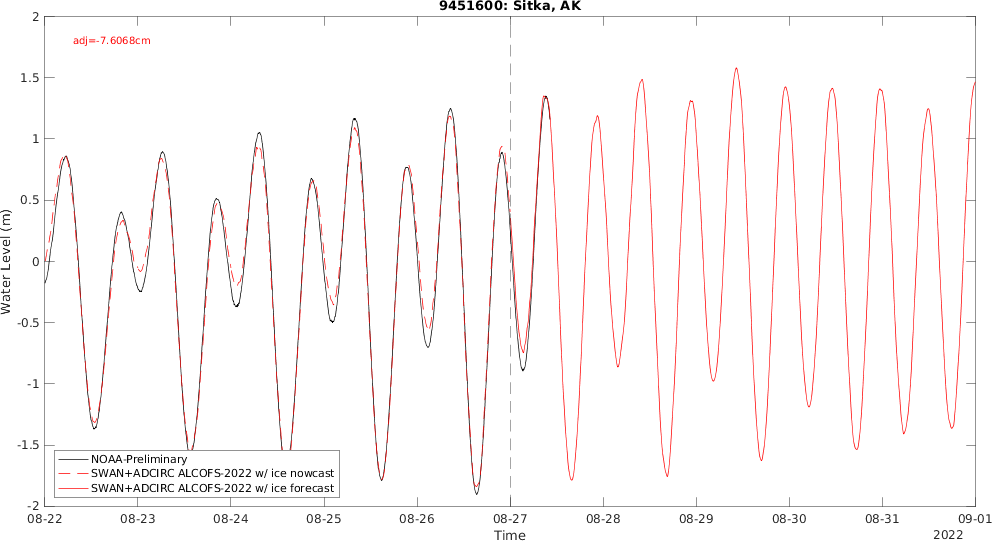 9451600: Sitka, AK
adj=-7.6068cm
2
1.5
1
0.5
0
-0.5
-1
-1.5
-2
Water Level (m)
NOAA-Preliminary
SWAN+ADCIRC ALCOFS-2022 w/ ice nowcast
SWAN+ADCIRC ALCOFS-2022 w/ ice forecast
08-22 08-23 08-24 08-25 08-26 08-27 08-28 08-29 08-30 08-31 09-01
Time
2022